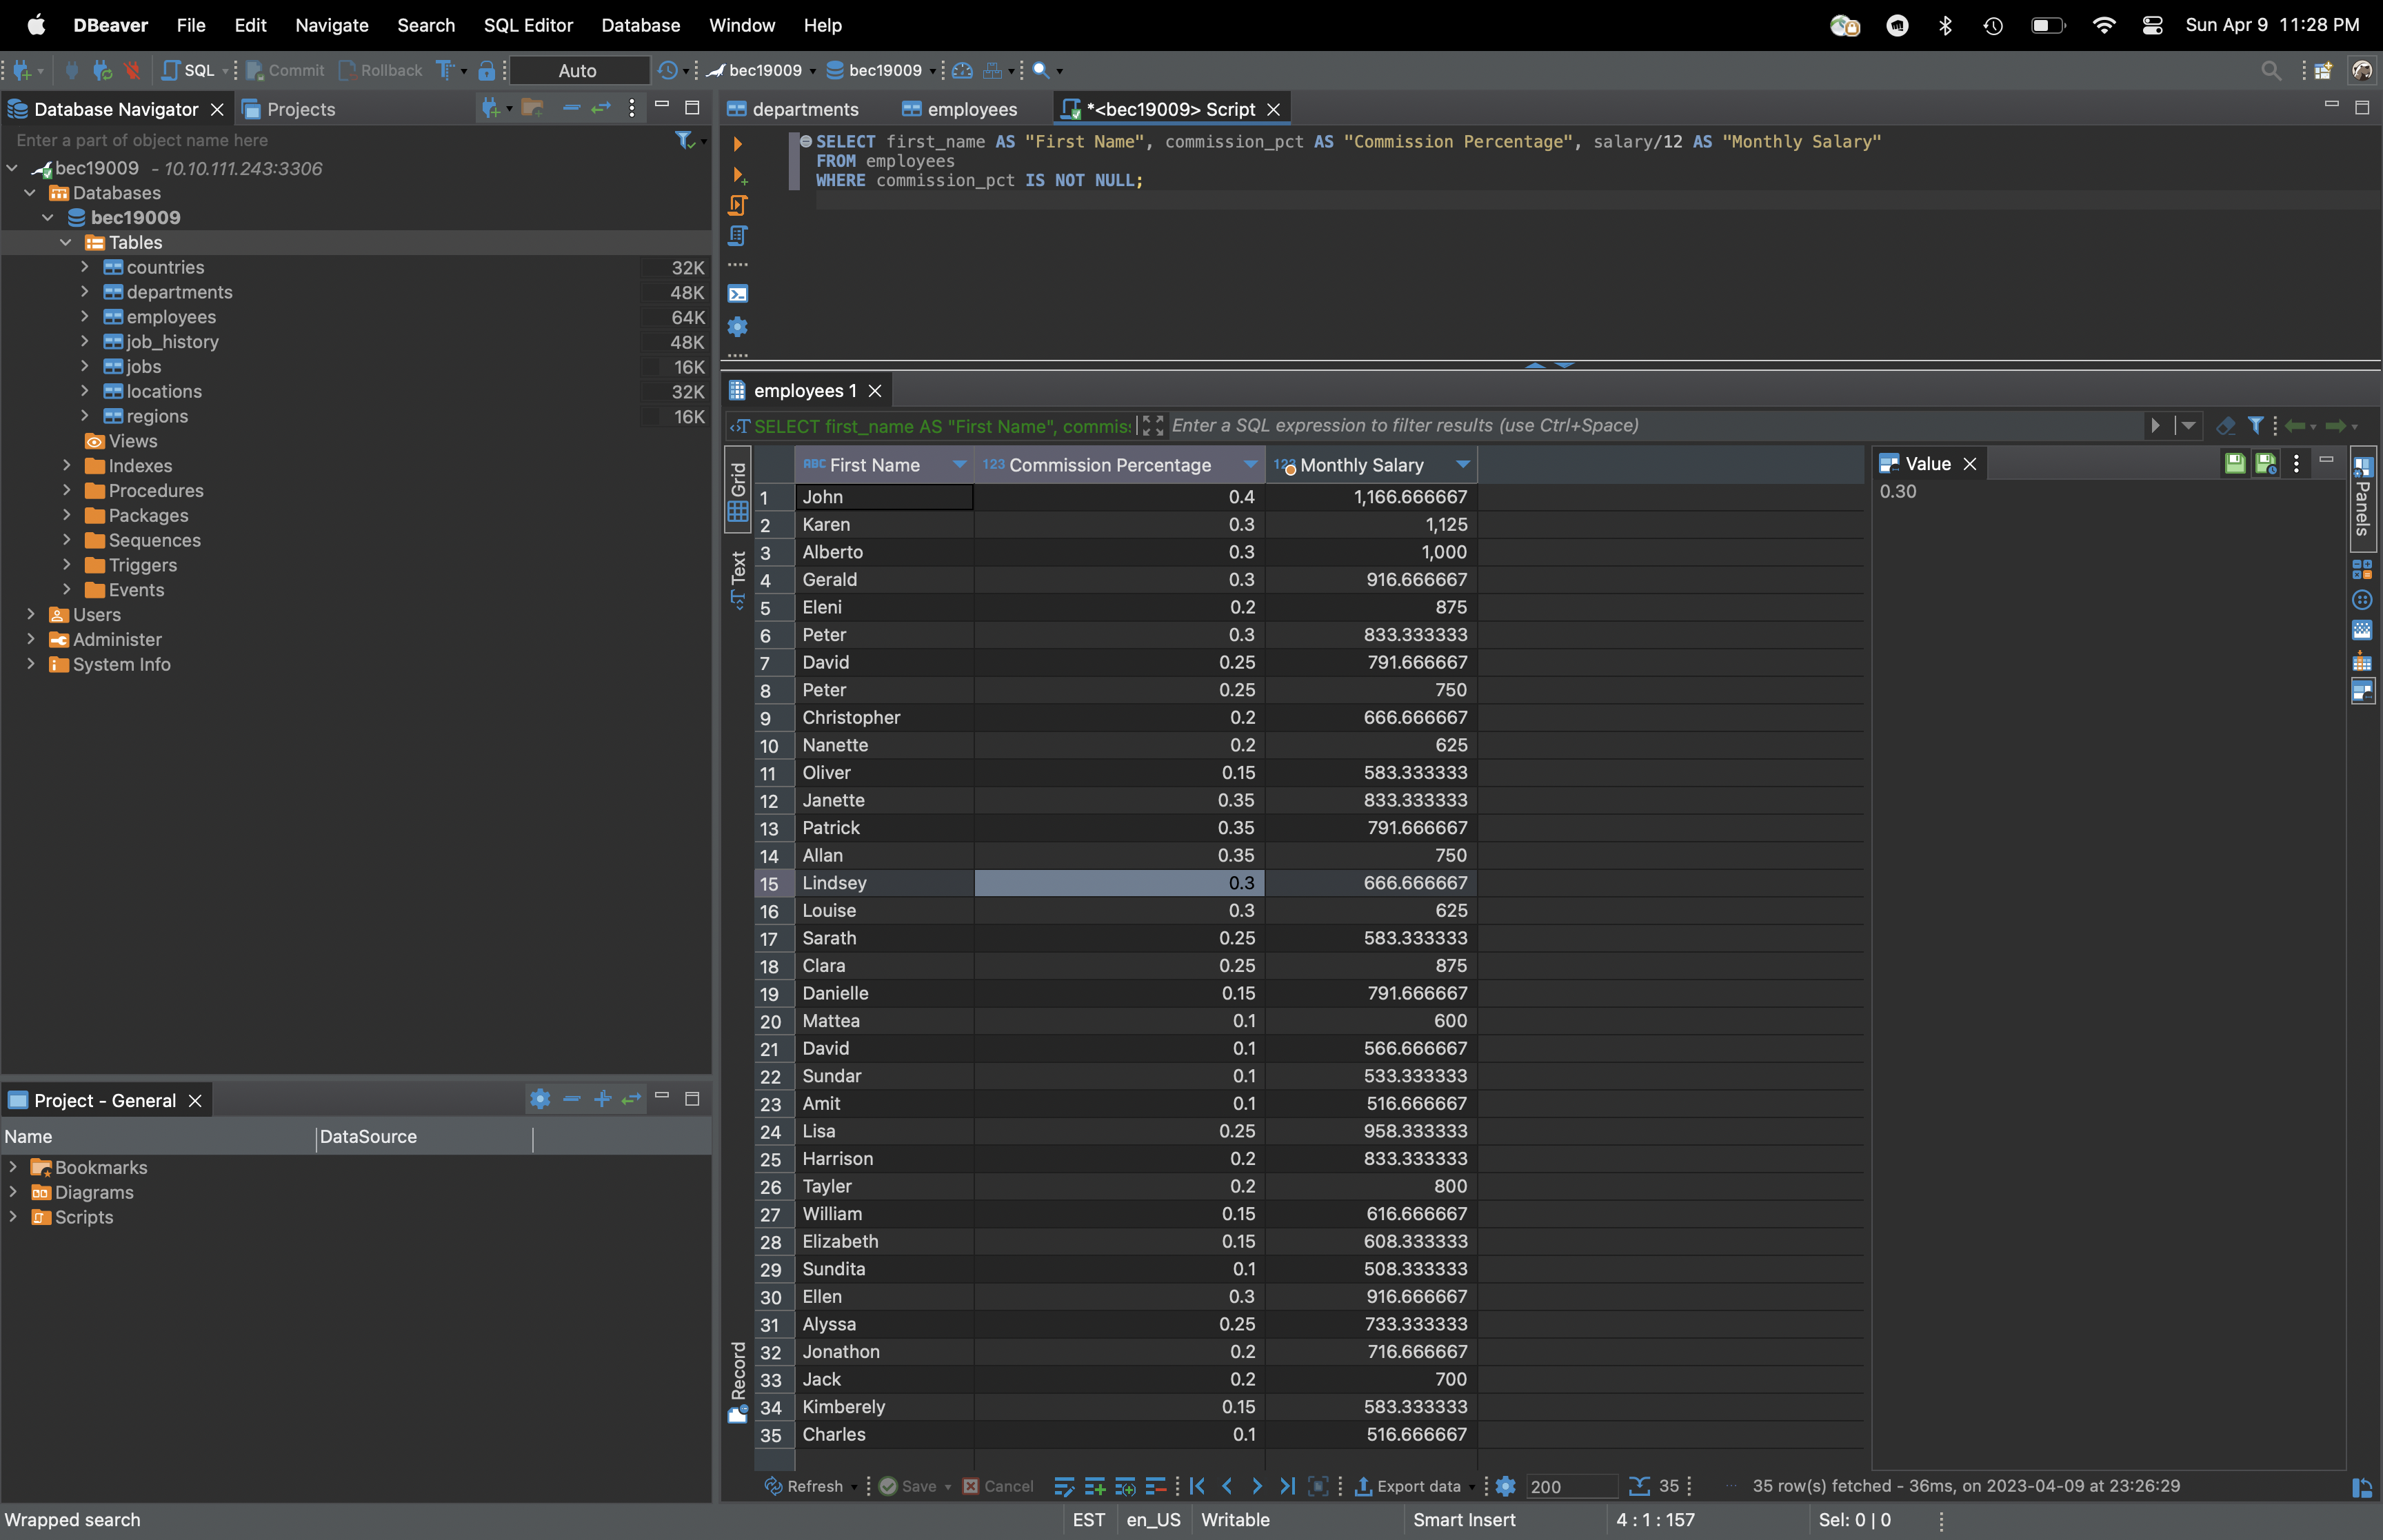 DBeaver File Edit Navigate Search SQL Editor Database Window Help Sun Apr 9 11:28 PM
SQL Commit Rollback Auto bec19009 bec19009
Database Navigator Projects
Enter a part of object name here
bec19009 - 10.10.111.243:3306
Databases
bec19009
Tables
countries 32K
departments 48K
employees 64K
job_history 48K
jobs 16K
locations 32K
regions 16K
Views
Indexes
Procedures
Packages
Sequences
Triggers
Events
Users
Administer
System Info
Project - General
Name DataSource
Bookmarks
Diagrams
Scripts
departments employees *<bec19009> Script
SELECT first_name AS "First Name", commission_pct AS "Commission Percentage", salary/12 AS "Monthly Salary"
FROM employees
WHERE commission_pct IS NOT NULL;
employees 1
SELECT first_name AS "First Name", commis: Enter a SQL expression to filter results (use Ctrl+Space)
Grid
Text
Record
ABC First Name 123 Commission Percentage 123 Monthly Salary
1 John 0.4 1,166.666667
2 Karen 0.3 1,125
3 Alberto 0.3 1,000
4 Gerald 0.3 916.666667
5 Eleni 0.2 875
6 Peter 0.3 833.333333
7 David 0.25 791.666667
8 Peter 0.25 750
9 Christopher 0.2 666.666667
10 Nanette 0.2 625
11 Oliver 0.15 583.333333
12 Janette 0.35 833.333333
13 Patrick 0.35 791.666667
14 Allan 0.35 750
15 Lindsey 0.3 666.666667
16 Louise 0.3 625
17 Sarath 0.25 583.333333
18 Clara 0.25 875
19 Danielle 0.15 791.666667
20 Mattea 0.1 600
21 David 0.1 566.666667
22 Sundar 0.1 533.333333
23 Amit 0.1 516.666667
24 Lisa 0.25 958.333333
25 Harrison 0.2 833.333333
26 Tayler 0.2 800
27 William 0.15 616.666667
28 Elizabeth 0.15 608.333333
29 Sundita 0.1 508.333333
30 Ellen 0.3 916.666667
31 Alyssa 0.25 733.333333
32 Jonathon 0.2 716.666667
33 Jack 0.2 700
34 Kimberely 0.15 583.333333
35 Charles 0.1 516.666667
Value
0.30
Panels
Refresh Save Cancel Export data 200 35 ... 35 row(s) fetched - 36ms, on 2023-04-09 at 23:26:29
Wrapped search EST en_US Writable Smart Insert 4 : 1 : 157 Sel: 0 | 0